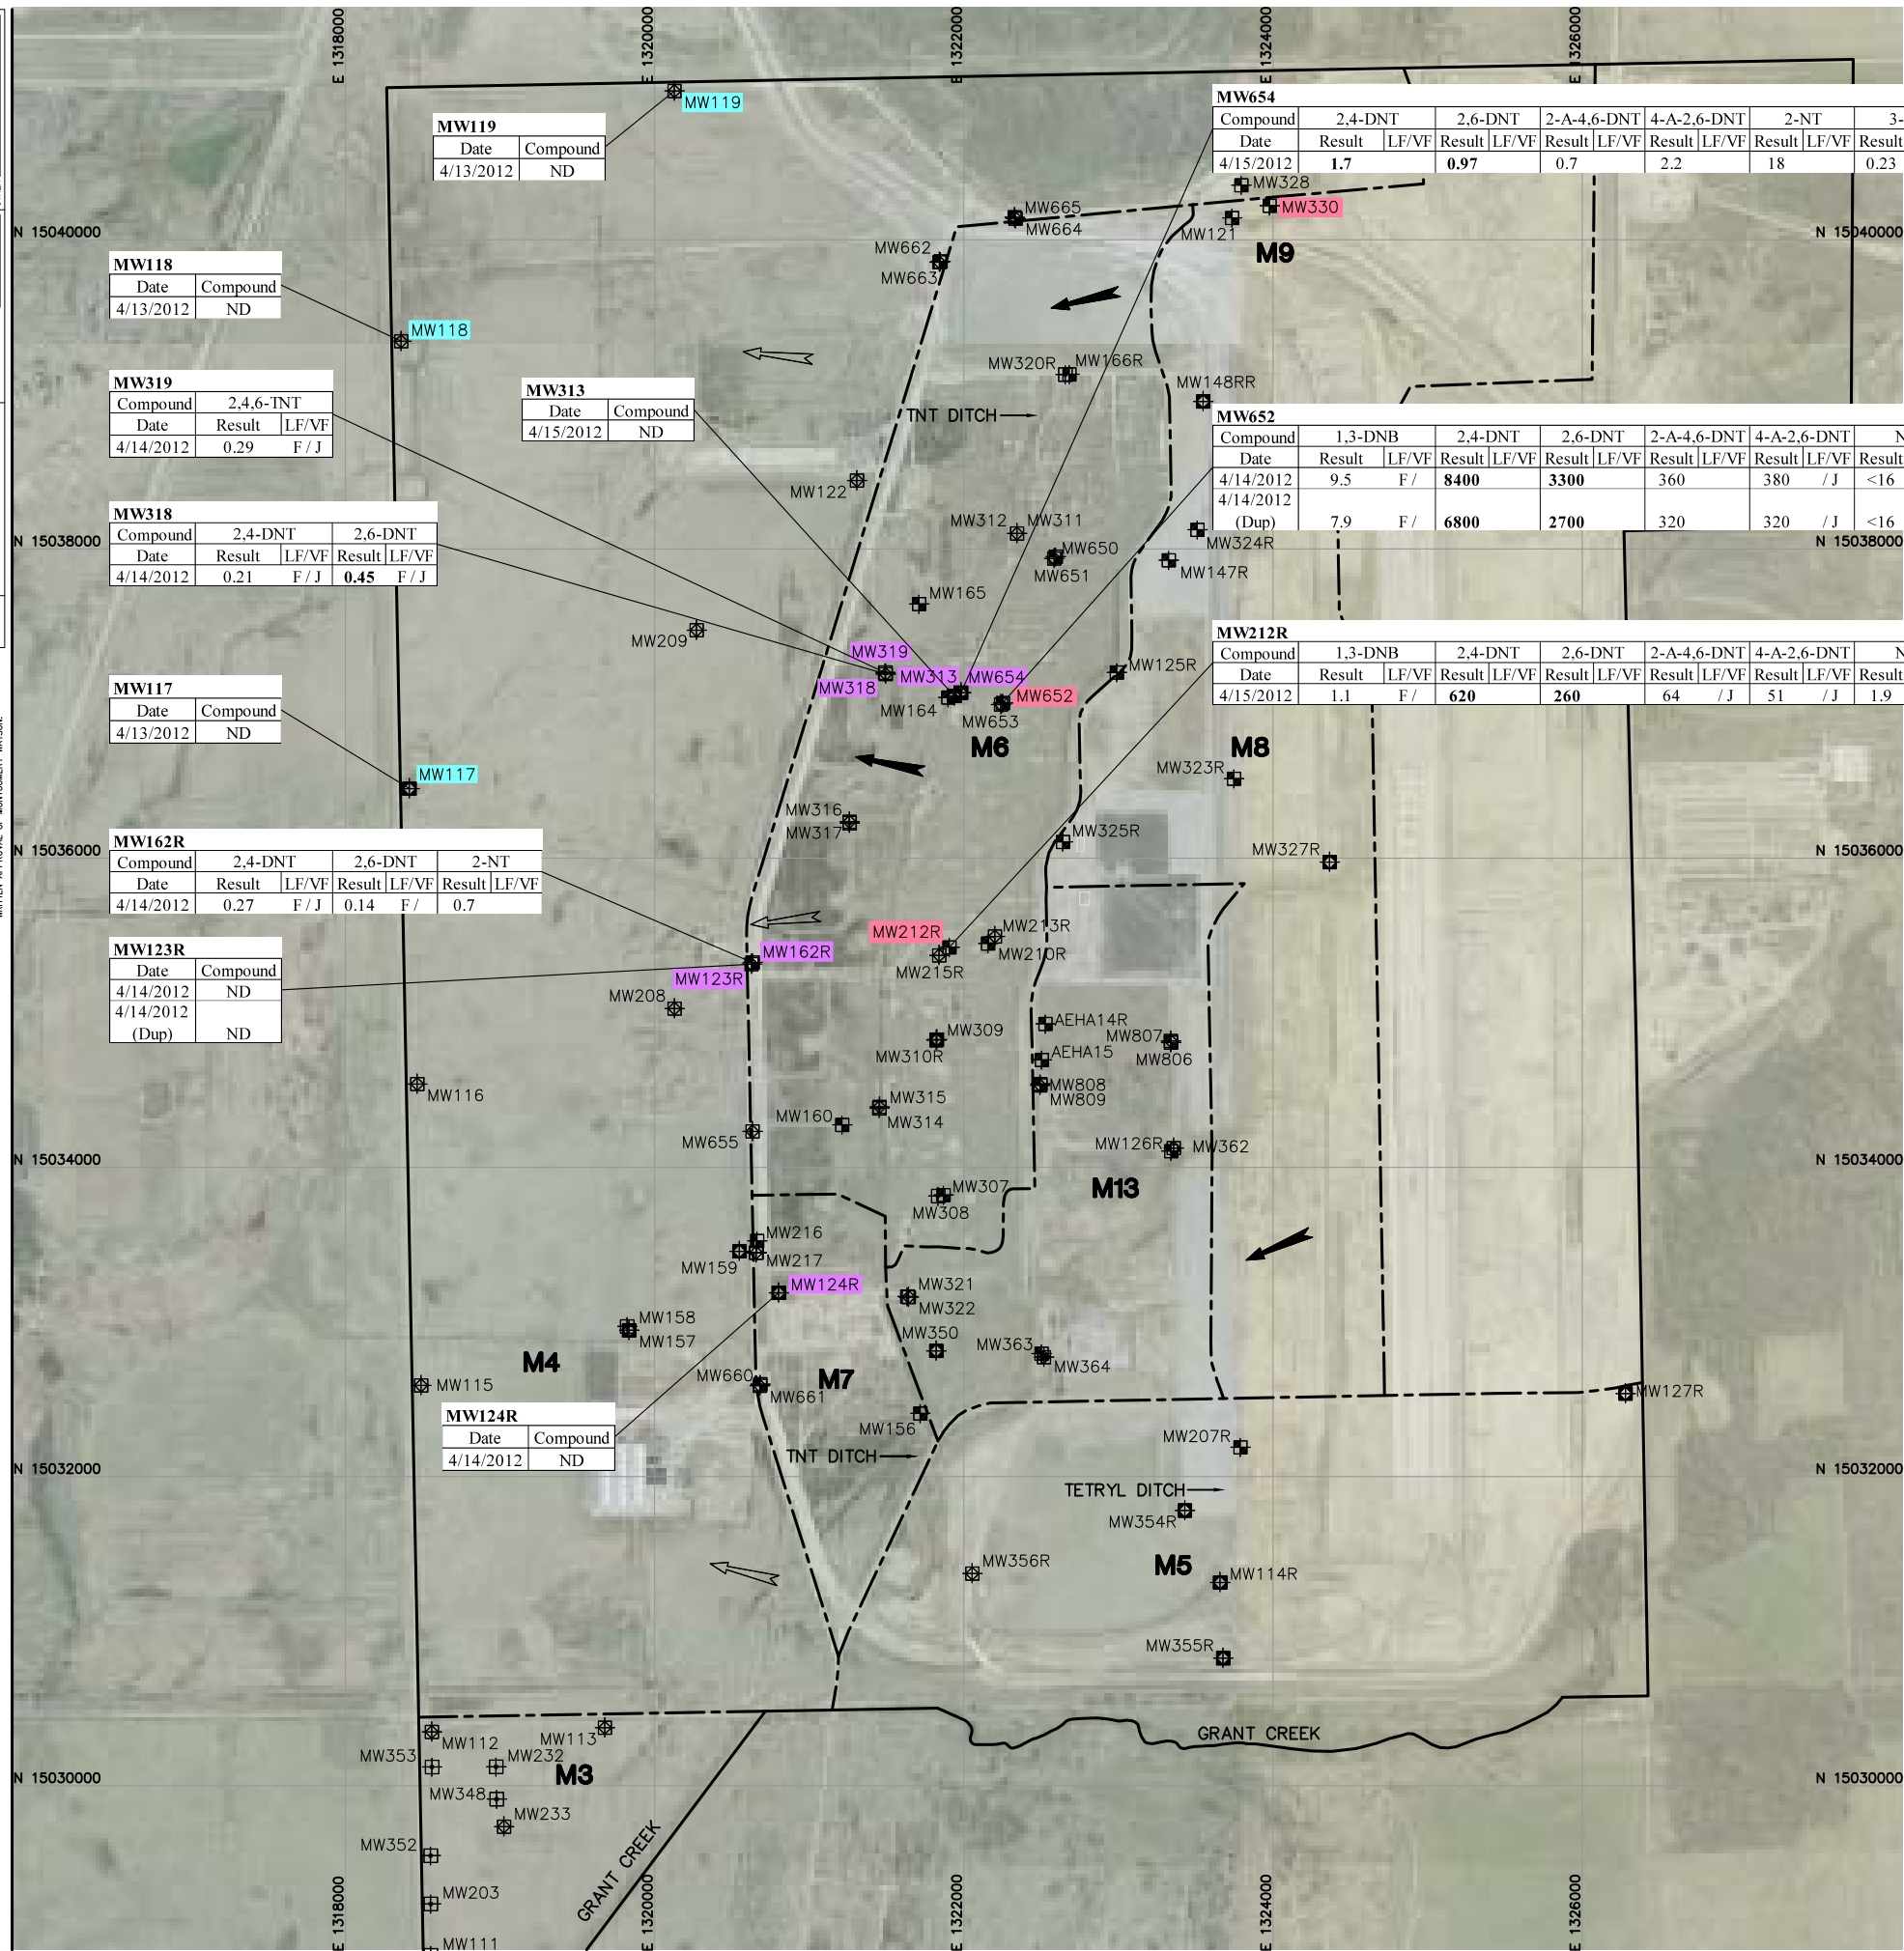 E 1318000
E 1320000
E 1322000
E 1324000
E 1326000
MW119
MW119
Date Compound
4/13/2012 ND
MW654
Compound 2,4-DNT 2,6-DNT 2-A-4,6-DNT 4-A-2,6-DNT 2-NT 3-
Date Result LF/VF Result LF/VF Result LF/VF Result LF/VF Result LF/VF Result
4/15/2012 1.7 0.97 0.7 2.2 18 0.23
MW328
MW330
MW665
MW664
MW121
N 15040000
N 15040000
MW662
MW663
M9
MW118
Date Compound
4/13/2012 ND
MW118
MW319
Compound 2,4,6-TNT
Date Result LF/VF
4/14/2012 0.29 F / J
MW313
Date Compound
4/15/2012 ND
MW320R
MW166R
MW148RR
TNT DITCH
MW652
Compound 1,3-DNB 2,4-DNT 2,6-DNT 2-A-4,6-DNT 4-A-2,6-DNT N
Date Result LF/VF Result LF/VF Result LF/VF Result LF/VF Result LF/VF Result
4/14/2012 9.5 F / 8400 3300 360 380 / J <16
4/14/2012
(Dup) 7.9 F / 6800 2700 320 320 / J <16
MW122
MW318
Compound 2,4-DNT 2,6-DNT
Date Result LF/VF Result LF/VF
4/14/2012 0.21 F / J 0.45 F / J
MW312
MW311
N 15038000
N 15038000
MW650
MW651
MW324R
MW147R
MW165
MW209
MW212R
Compound 1,3-DNB 2,4-DNT 2,6-DNT 2-A-4,6-DNT 4-A-2,6-DNT N
Date Result LF/VF Result LF/VF Result LF/VF Result LF/VF Result LF/VF Result
4/15/2012 1.1 F / 620 260 64 / J 51 / J 1.9
MW319
MW313
MW654
MW318
MW652
MW164
MW653
MW125R
MW117
Date Compound
4/13/2012 ND
MW117
M6
M8
MW323R
MW316
MW317
MW325R
MW327R
N 15036000
N 15036000
MW162R
Compound 2,4-DNT 2,6-DNT 2-NT
Date Result LF/VF Result LF/VF Result LF/VF
4/14/2012 0.27 F / J 0.14 F / 0.7
MW123R
Date Compound
4/14/2012 ND
4/14/2012
(Dup) ND
MW212R
MW213R
MW162R
MW123R
MW210R
MW215R
MW208
AEHA14R
MW309
MW310R
MW807
MW806
AEHA15
MW808
MW809
MW116
MW315
MW160
MW314
MW655
MW126R
MW362
N 15034000
N 15034000
MW307
MW308
M13
MW216
MW217
MW159
MW124R
MW321
MW322
MW158
MW157
MW350
MW363
MW364
M4
M7
MW115
MW660
MW661
MW127R
MW124R
Date Compound
4/14/2012 ND
MW156
TNT DITCH
MW207R
N 15032000
N 15032000
TETRYL DITCH
MW354R
MW356R
M5
MW114R
MW355R
MW112
MW113
GRANT CREEK
MW353
MW232
M3
N 15030000
N 15030000
MW348
MW233
MW352
GRANT CREEK
MW203
MW111
E 1318000
E 1320000
E 1322000
E 1324000
E 1326000